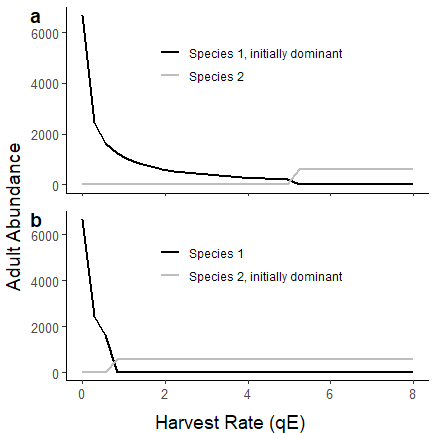 a
6000
4000
2000
0
Species 1, initially dominant
Species 2
Adult Abundance
b
6000
4000
2000
0
Species 1
Species 2, initially dominant
0 2 4 6 8
Harvest Rate (qE)